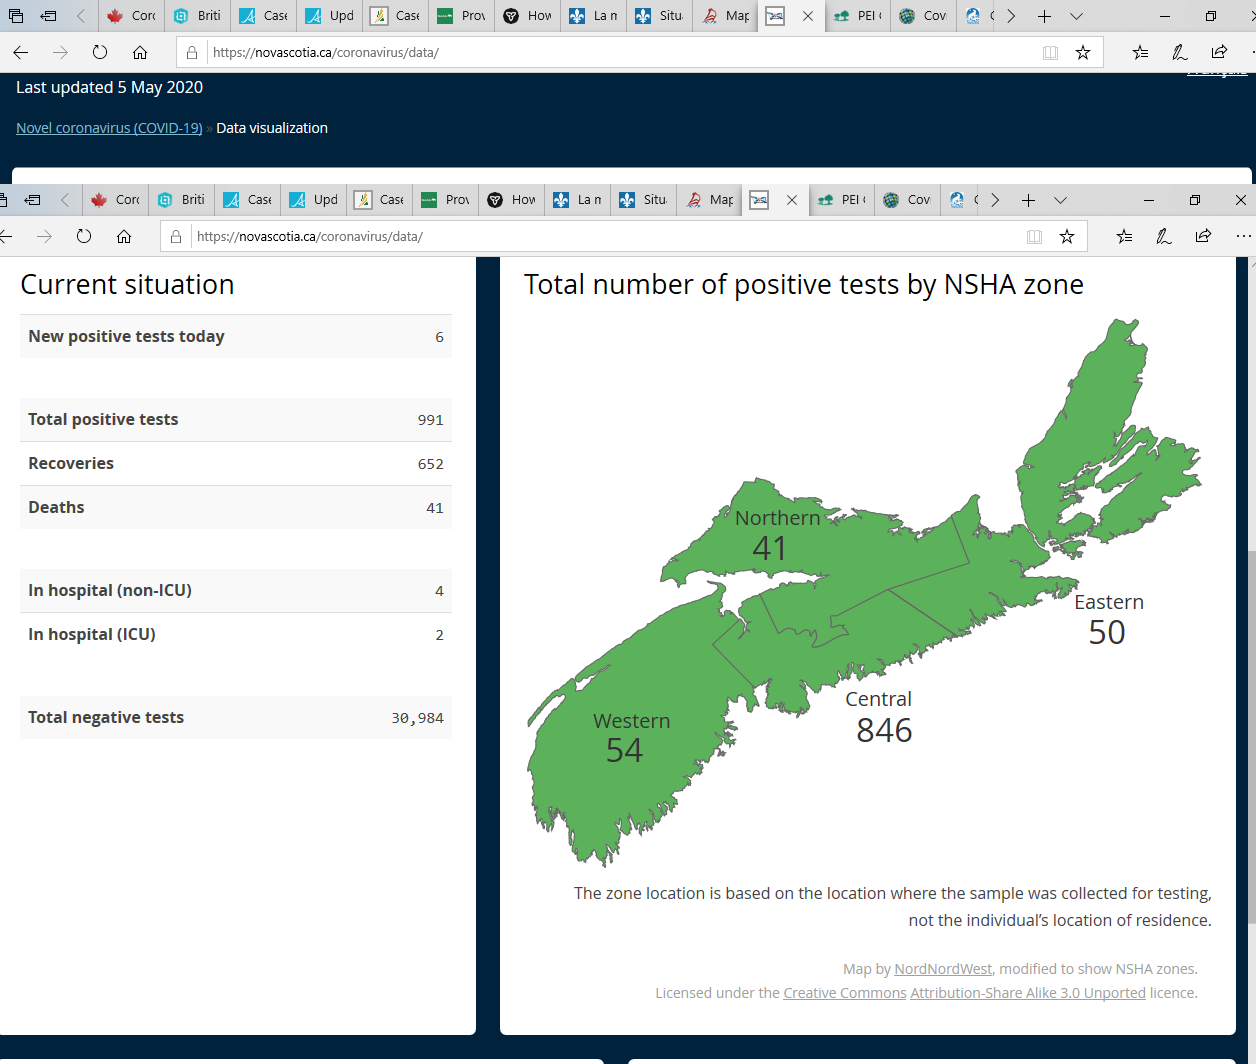 Corc
Briti
Case
Upd
Case
Prov
How
La n
Situ
Map
PEI
Cov
https://novascotia.ca/coronavirus/data/
Last updated 5 May 2020
Novel coronavirus (COVID-19) » Data visualization
Corc
Briti
Case
Upd
Case
Prov
How
La n
Situ
Map
PEI
Cov
https://novascotia.ca/coronavirus/data/
Current situation
New positive tests today 6
Total positive tests 991
Recoveries 652
Deaths 41
In hospital (non-ICU) 4
In hospital (ICU) 2
Total negative tests 30,984
Total number of positive tests by NSHA zone
Northern
41
Eastern
50
Central
846
Western
54
The zone location is based on the location where the sample was collected for testing,
not the individual's location of residence.
Map by NordNordWest, modified to show NSHA zones.
Licensed under the Creative Commons Attribution-Share Alike 3.0 Unported licence.